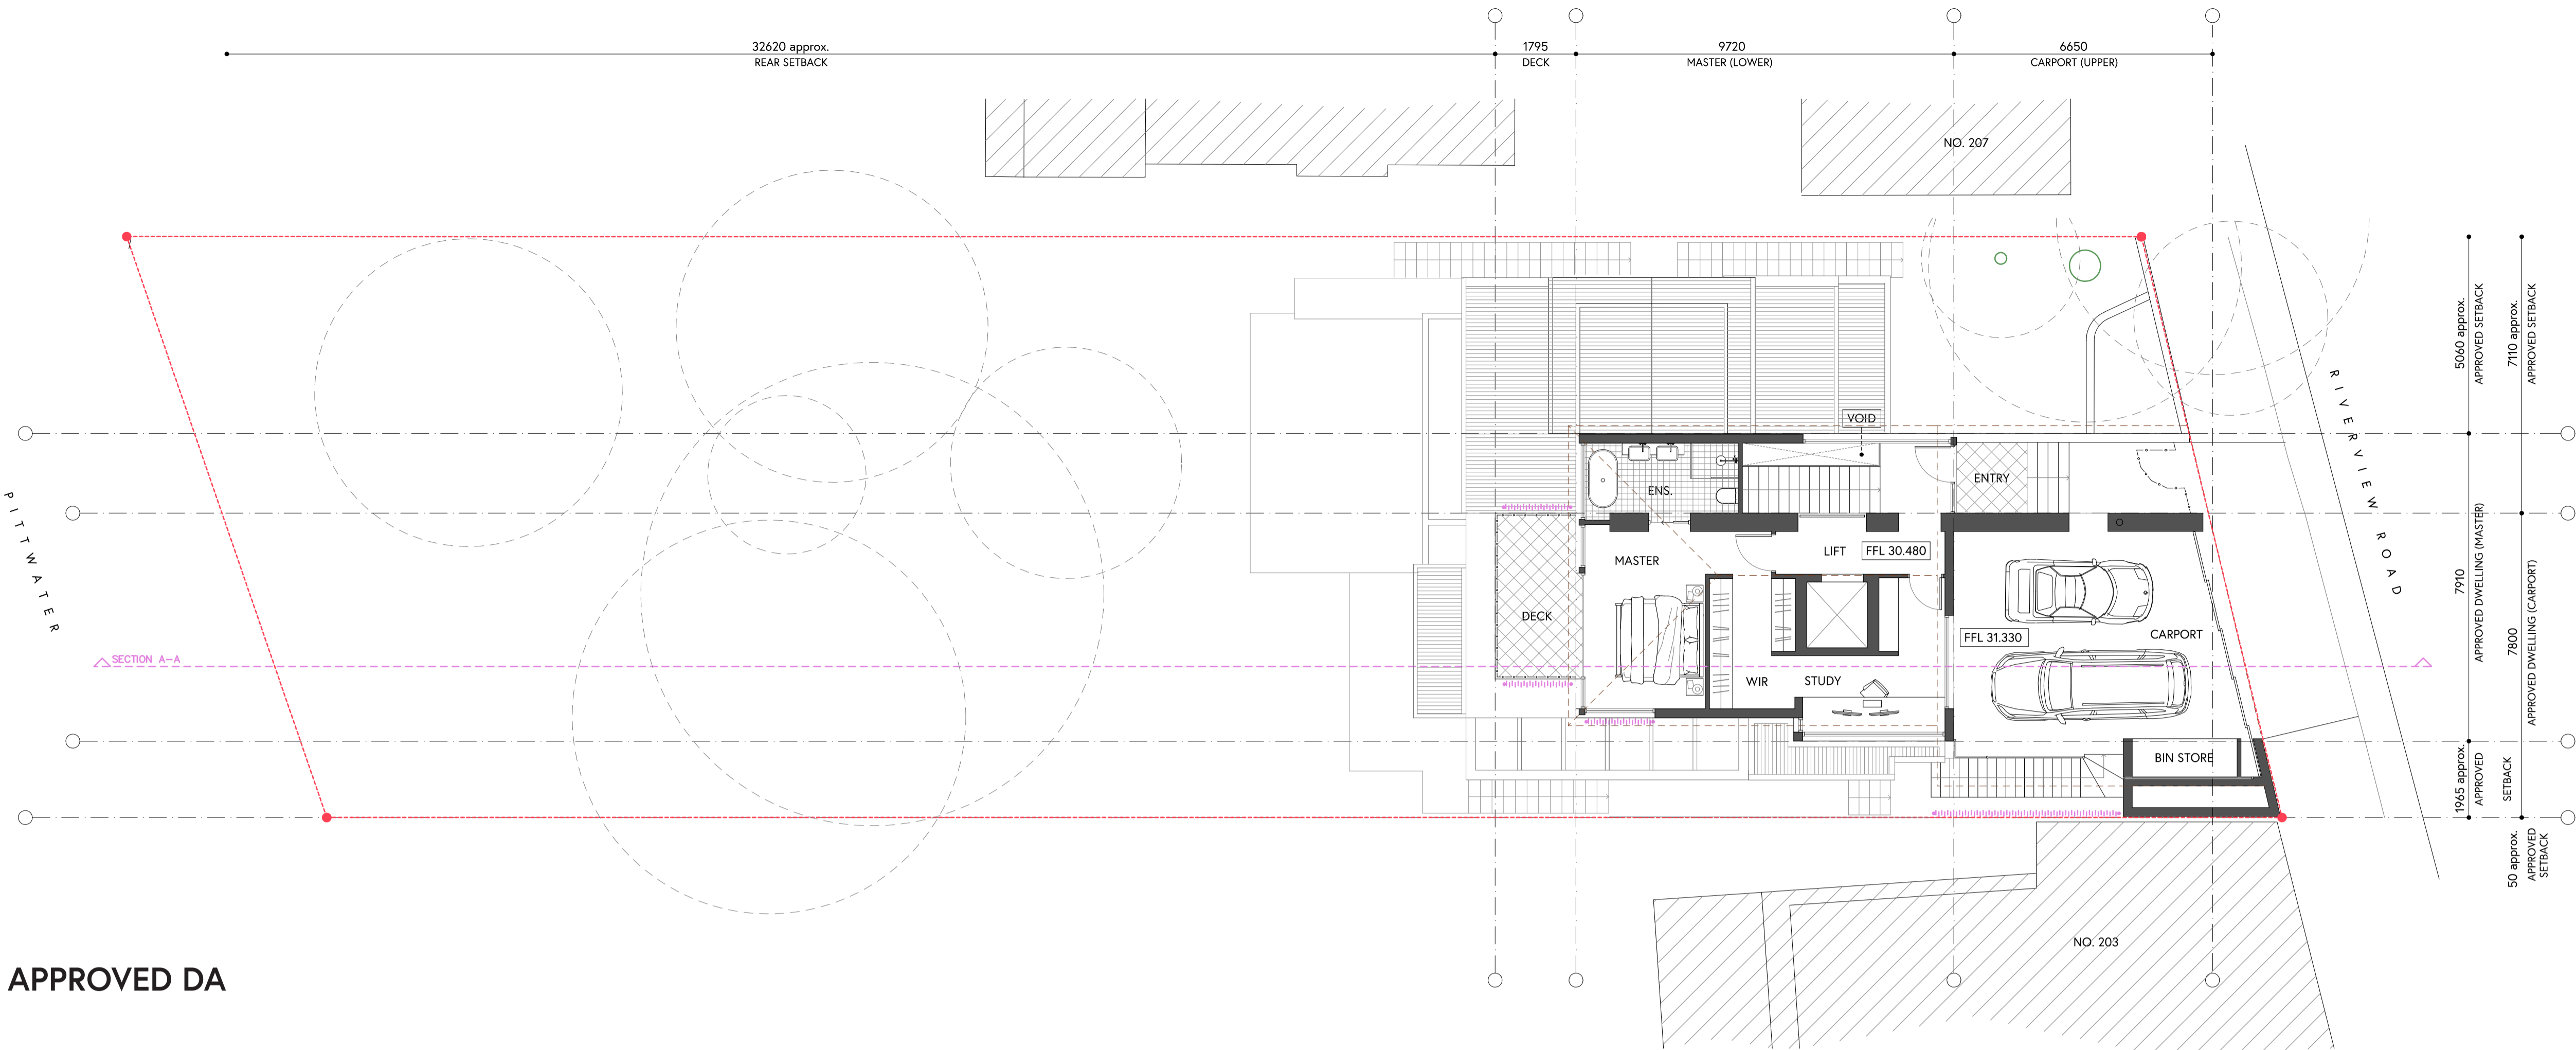 32620 approx.
REAR SETBACK
1795
DECK
9720
MASTER (LOWER)
6650
CARPORT (UPPER)
NO. 207
5060 approx.
APPROVED SETBACK
7110 approx.
APPROVED SETBACK
RIVERVIEW ROAD
VOID
ENTRY
ENS.
PITTWATER
MASTER
LIFT
FFL 30.480
DECK
FFL 31.330
CARPORT
7910
APPROVED DWELLING (MASTER)
7800
APPROVED DWELLING (CARPORT)
SECTION A-A
WIR
STUDY
BIN STORE
1965 approx.
APPROVED
SETBACK
50 approx.
APPROVED
SETBACK
NO. 203
APPROVED DA